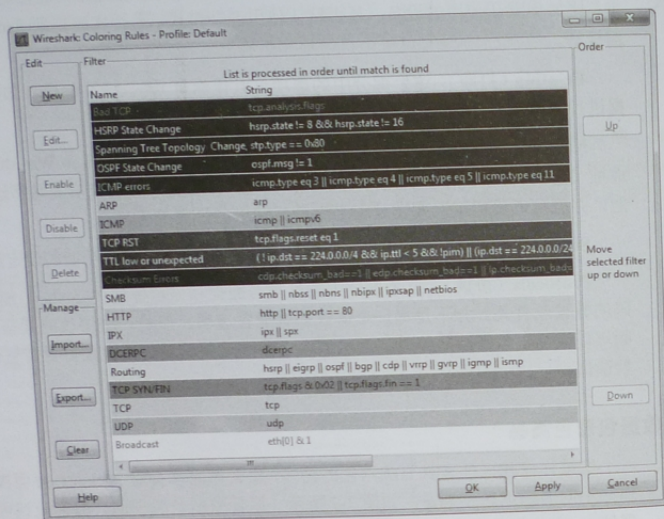 Wireshark: Coloring Rules - Profile: Default
Edit
Filter
Order
List is processed in order until match is found
New
Name String
Bad TCP tcp.analysis.flags
HSRP State Change hsrp.state != 8 && hsrp.state != 16
Up
Edit...
Spanning Tree Topology Change stp.type == 0x80
OSPF State Change ospf.msg != 1
Enable
ICMP errors icmp.type eq 3 || icmp.type eq 4 || icmp.type eq 5 || icmp.type eq 11
ARP arp
Disable
ICMP icmp || icmpv6
TCP RST tcp.flags.reset eq 1
TTL low or unexpected ( ! ip.dst == 224.0.0.0/4 && ip.ttl < 5 && !pim) || (ip.dst == 224.0.0.0/24
Move selected filter up or down
Delete
Checksum Errors cdp.checksum_bad==1 || edp.checksum_bad==1 || ip.checksum_bad=
Manage
SMB smb || nbss || nbns || nbipx || ipxsap || netbios
HTTP http || tcp.port == 80
Import...
IPX ipx || spx
DCERPC dcerpc
Routing hsrp || eigrp || ospf || bgp || cdp || vrrp || gvrp || igmp || ismp
Export...
TCP SYN/FIN tcp.flags & 0x02 || tcp.flags.fin == 1
Down
TCP tcp
UDP udp
Clear
Broadcast eth[0] & 1
Help
OK
Apply
Cancel